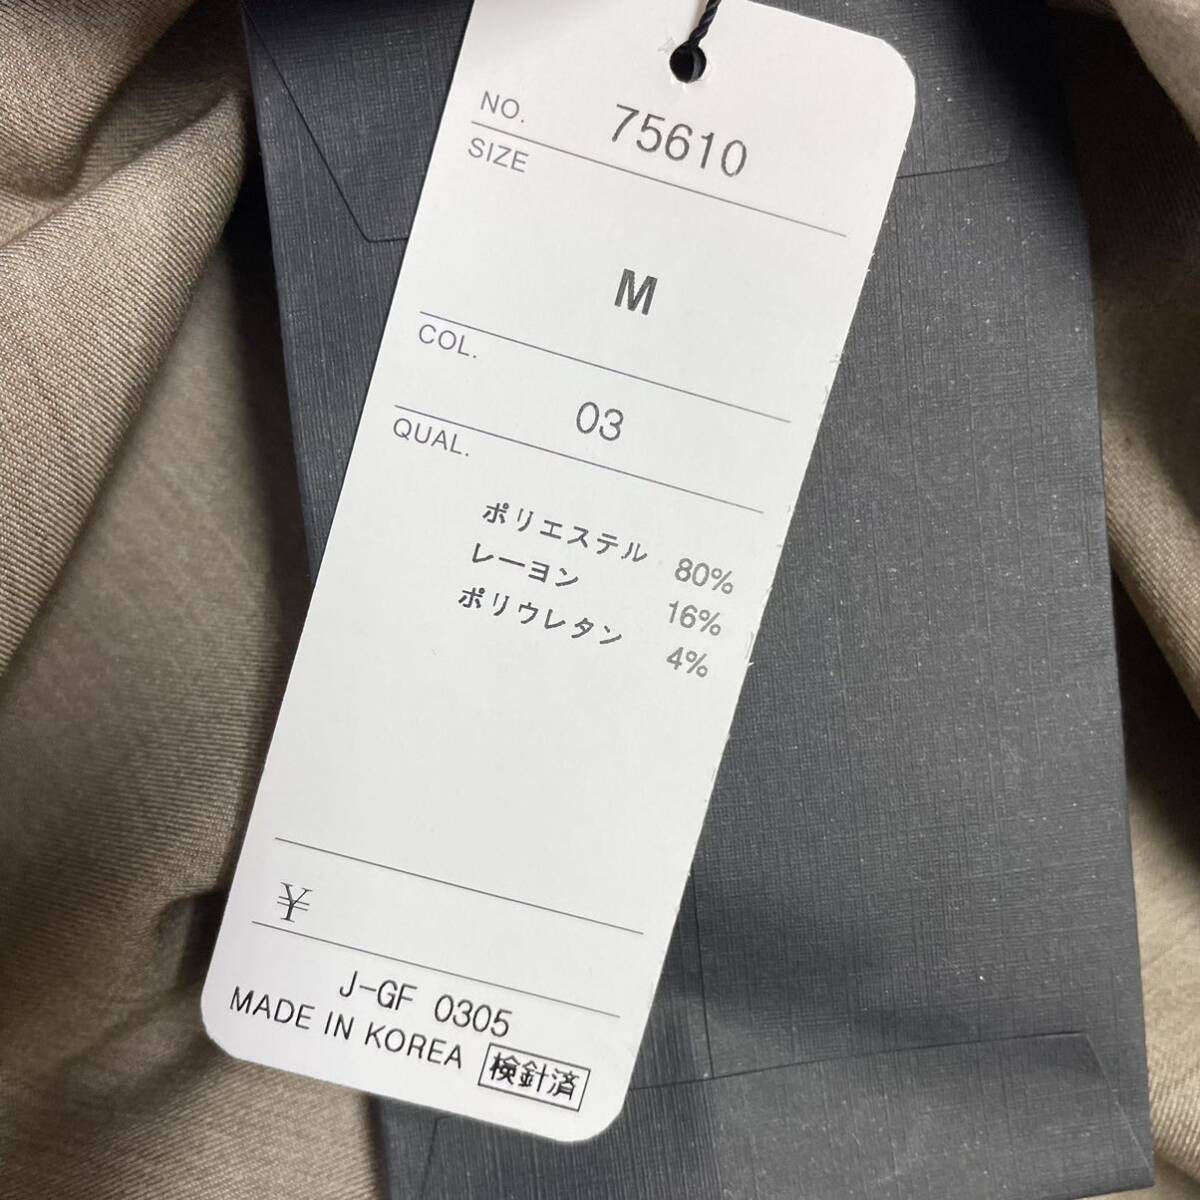 NO. 75610
SIZE
M
COL.
03
QUAL.
ポリエステル 80%
レーヨン 16%
ポリウレタン 4%
¥
J-GF 0305
MADE IN KOREA 検針済